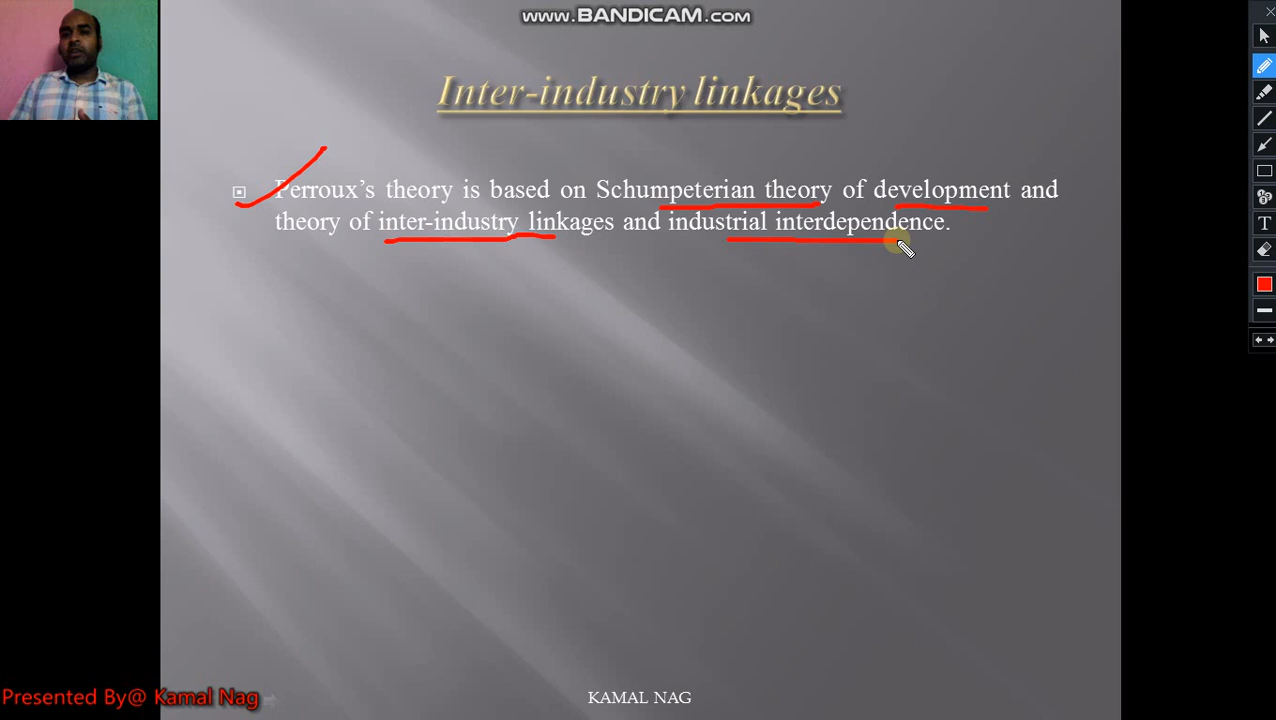 www.BANDICAM.com
Inter-industry linkages
Perroux's theory is based on Schumpeterian theory of development and
theory of inter-industry linkages and industrial interdependence.
Presented By@ Kamal Nag
KAMAL NAG